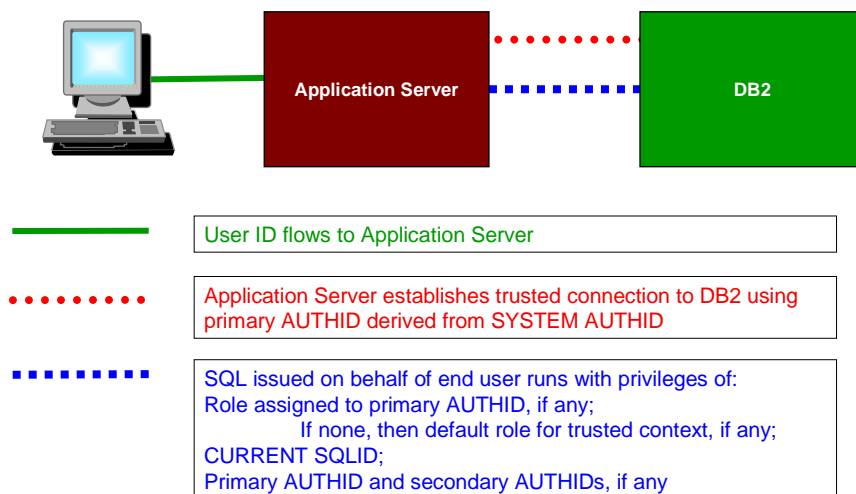 Application Server
DB2
User ID flows to Application Server
Application Server establishes trusted connection to DB2 using
primary AUTHID derived from SYSTEM AUTHID
SQL issued on behalf of end user runs with privileges of:
Role assigned to primary AUTHID, if any;
If none, then default role for trusted context, if any;
CURRENT SQLID;
Primary AUTHID and secondary AUTHIDs, if any